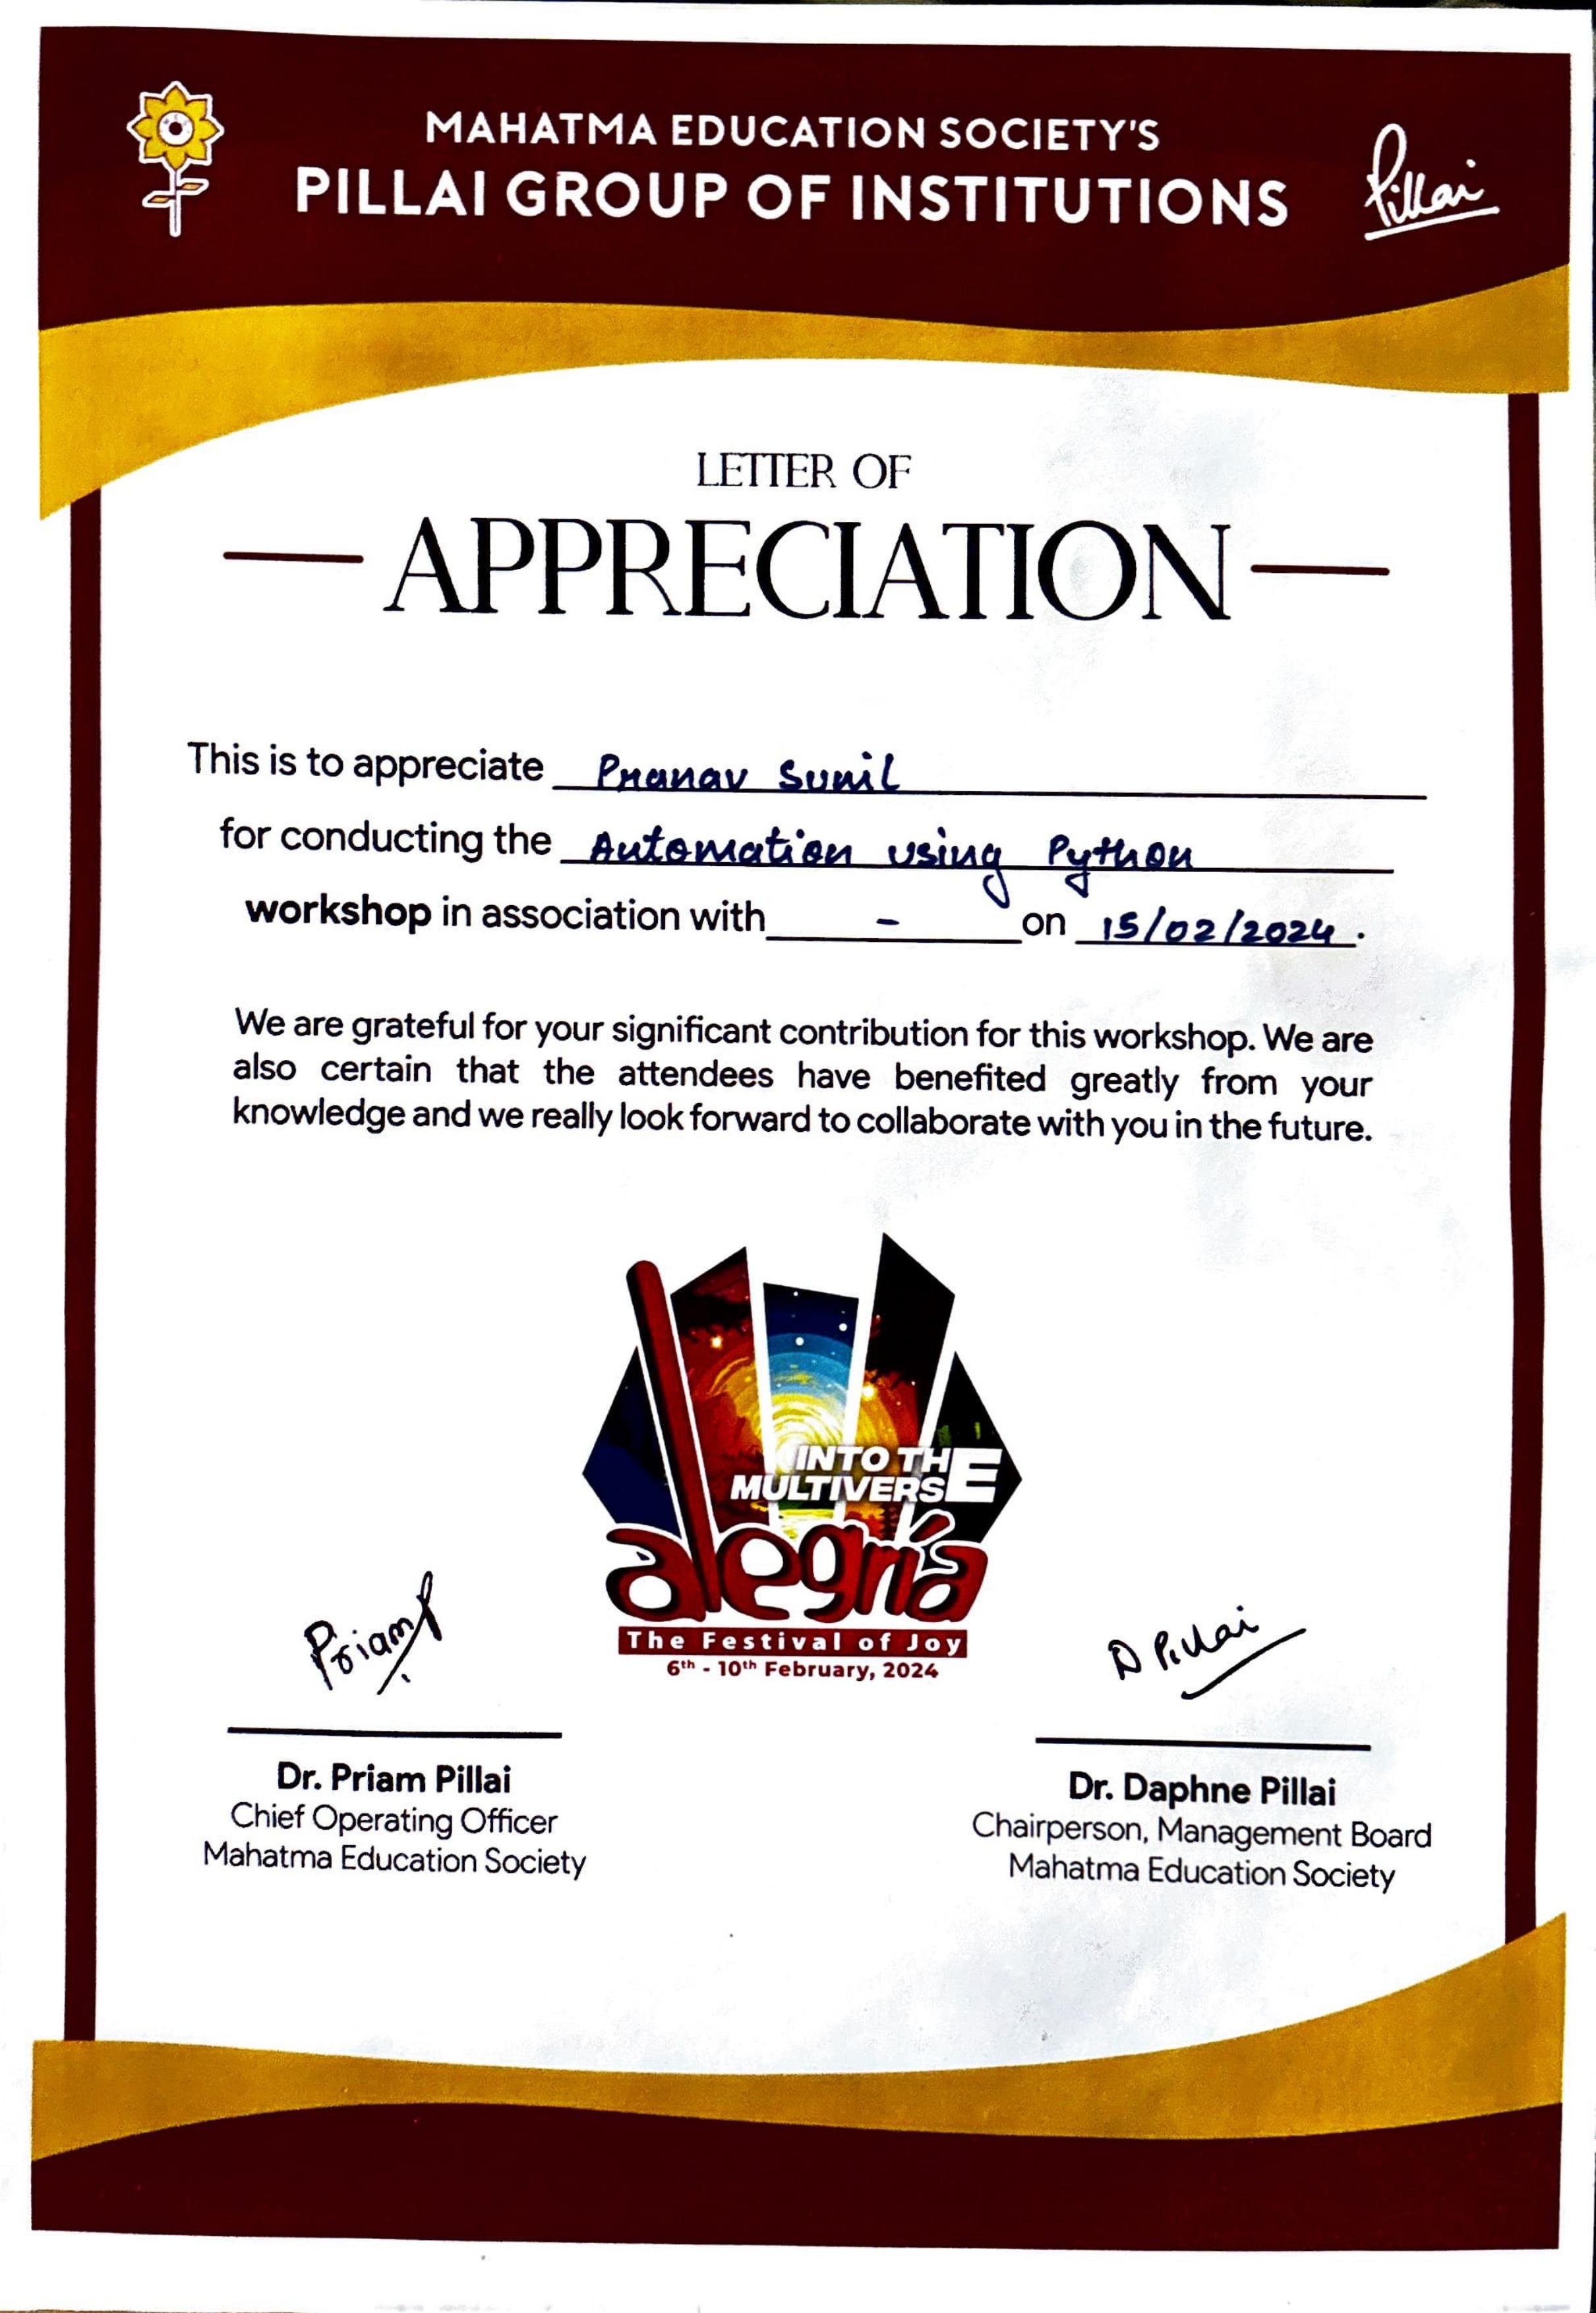 MAHATMA EDUCATION SOCIETY'S
PILLAI GROUP OF INSTITUTIONS
Pillai
LETTER OF
APPRECIATION
This is to appreciate Pranav Sunil
for conducting the Automation using Python
workshop in association with - on 15/02/2024.
We are grateful for your significant contribution for this workshop. We are
also certain that the attendees have benefited greatly from your
knowledge and we really look forward to collaborate with you in the future.
INTO THE
MULTIVERSE
alegría
The Festival of Joy
6th - 10th February, 2024
Priam
D Pillai
Dr. Priam Pillai
Chief Operating Officer
Mahatma Education Society
Dr. Daphne Pillai
Chairperson, Management Board
Mahatma Education Society